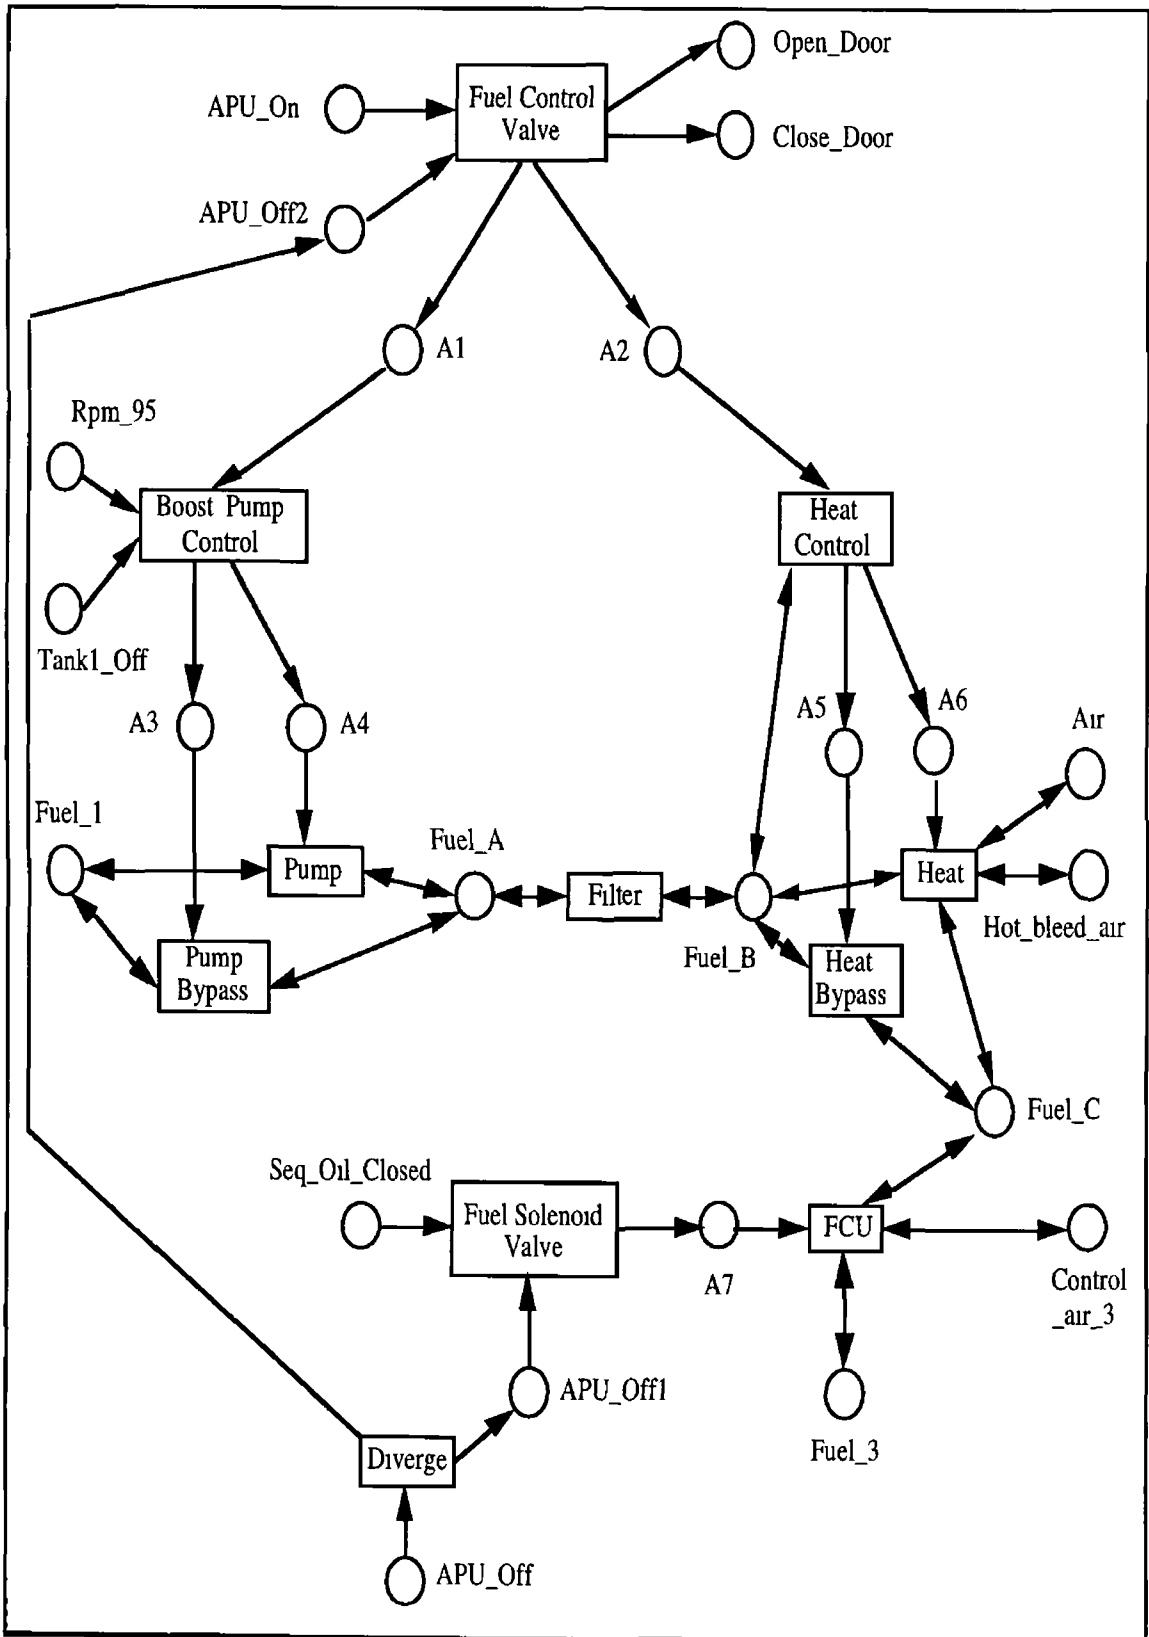 Open_Door
Fuel Control
Valve
APU_On
Close_Door
APU_Off2
A1
A2
Rpm_95
Boost Pump
Control
Heat
Control
Tank1_Off
A3
A4
A5
A6
Air
Fuel_1
Fuel_A
Pump
Filter
Heat
Hot_bleed_air
Fuel_B
Pump
Bypass
Heat
Bypass
Fuel_C
Seq_Oil_Closed
Fuel Solenoid
Valve
A7
FCU
Control
_air_3
APU_Off1
Fuel_3
Diverge
APU_Off